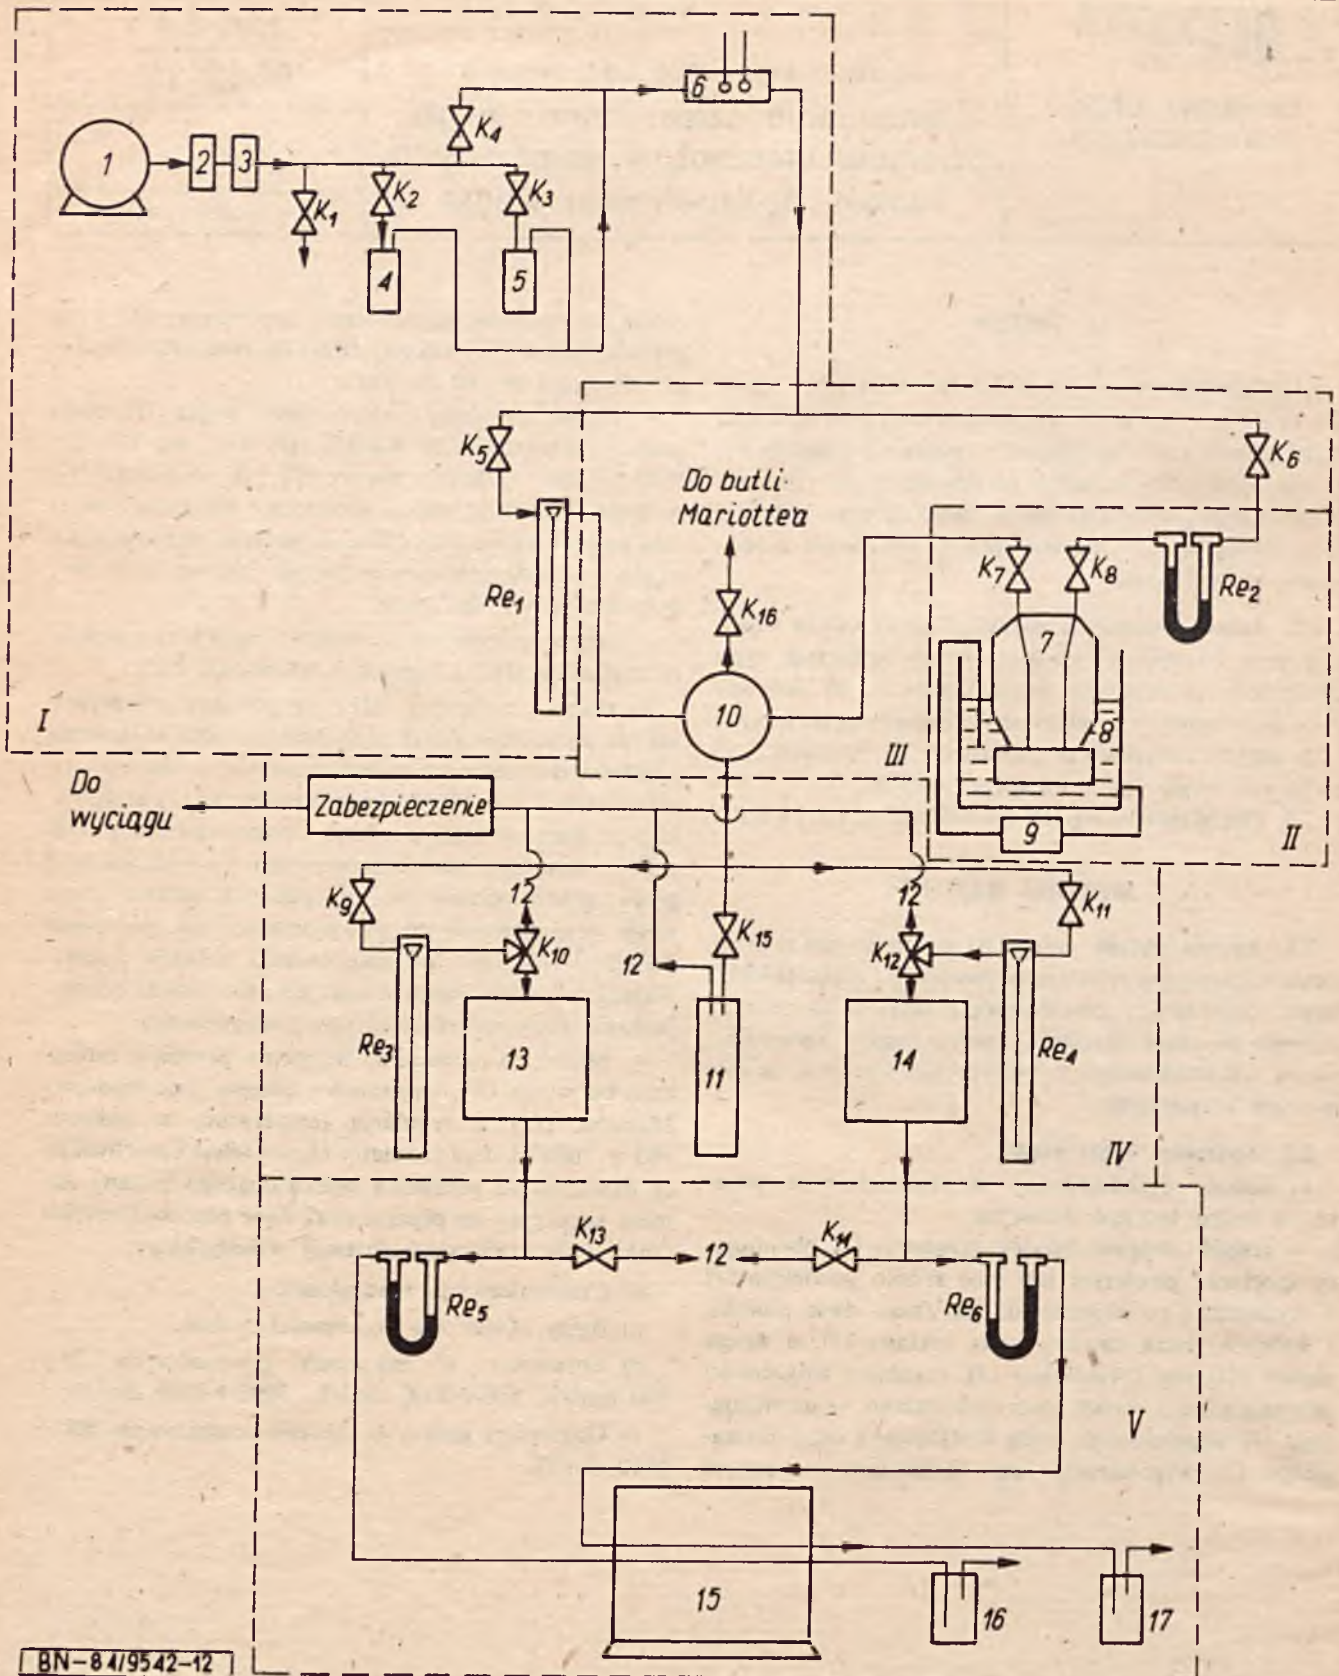 6
K4
1
2
3
K1
K2
K3
4
5
K5
K6
Do butli
Mariotte'a
K7
K8
Re2
Re1
K16
7
8
10
I
III
9
II
Do
wyciągu
Zabezpieczenie
K9
12
12
K11
K10
K15
K12
12
Re3
13
11
14
Re4
IV
K13
12
K14
Re5
Re6
V
15
16
17
BN-84/9542-12